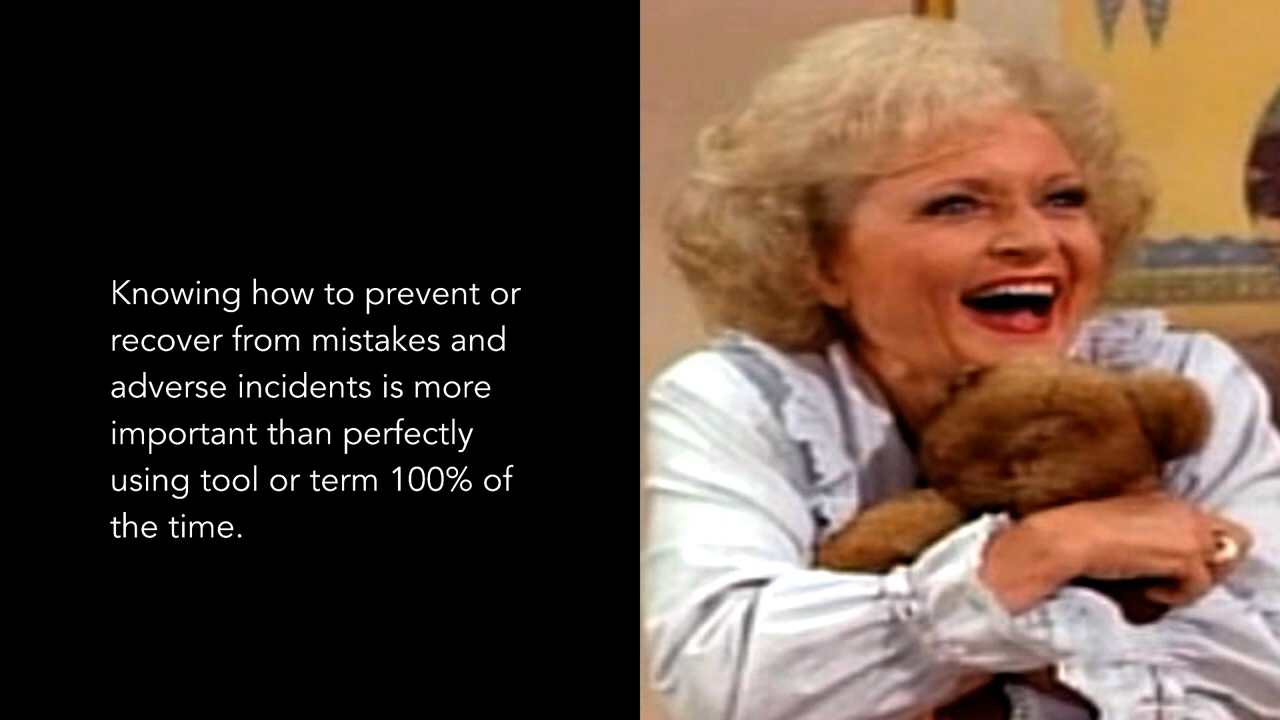 Knowing how to prevent or
recover from mistakes and
adverse incidents is more
important than perfectly
using tool or term 100% of
the time.